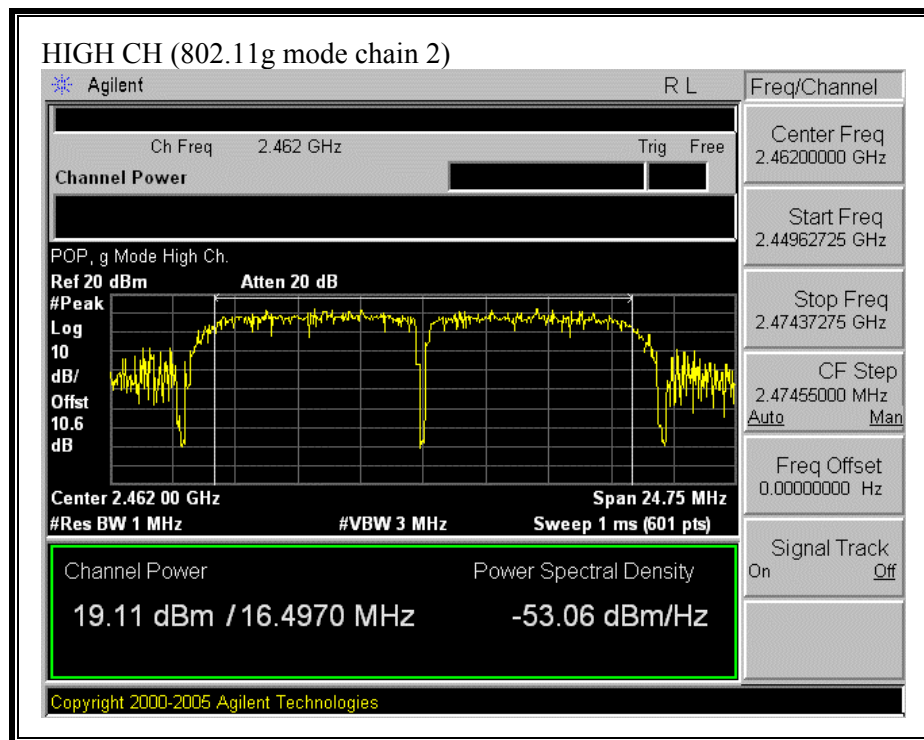 HIGH CH (802.11g mode chain 2)
Agilent R L Freq/Channel
Ch Freq 2.462 GHz Trig Free
Channel Power
Center Freq
2.46200000 GHz
Start Freq
2.44962725 GHz
Stop Freq
2.47437275 GHz
CF Step
2.47455000 MHz
Auto Man
Freq Offset
0.00000000 Hz
Signal Track
On Off
POP, g Mode High Ch.
Ref 20 dBm Atten 20 dB
#Peak
Log
10
dB/
Offst
10.6
dB
Center 2.462 00 GHz Span 24.75 MHz
#Res BW 1 MHz #VBW 3 MHz Sweep 1 ms (601 pts)
Channel Power Power Spectral Density
19.11 dBm / 16.4970 MHz -53.06 dBm/Hz
Copyright 2000-2005 Agilent Technologies